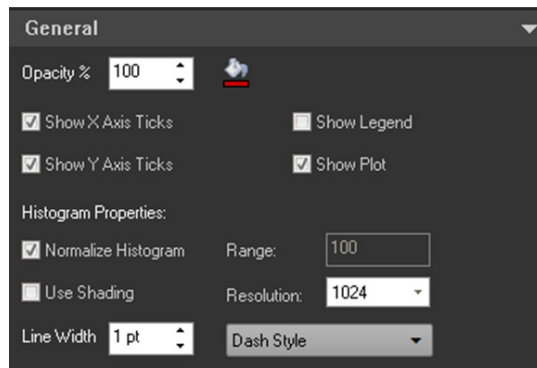 General
Opacity % 100
Show X Axis Ticks Show Legend
Show Y Axis Ticks Show Plot
Histogram Properties:
Normalize Histogram Range: 100
Use Shading Resolution: 1024
Line Width 1 pt Dash Style